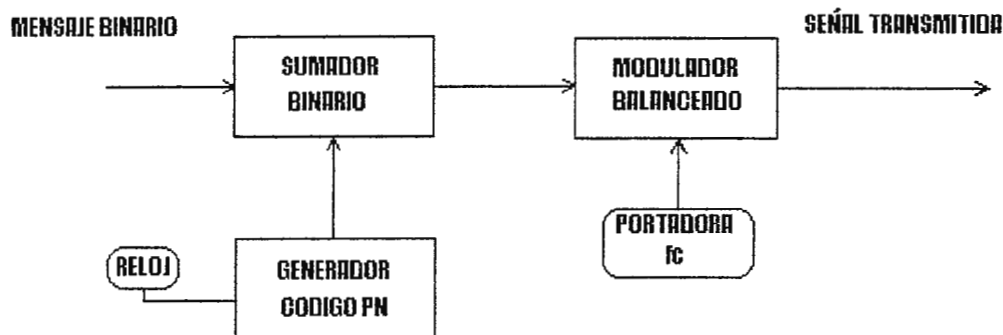 MENSAJE BINARIO
SEÑAL TRANSMITIDA
SUMADOR
BINARIO
MODULADOR
BALANCEADO
PORTADORA
fc
RELOJ
GENERADOR
CODIGO PN